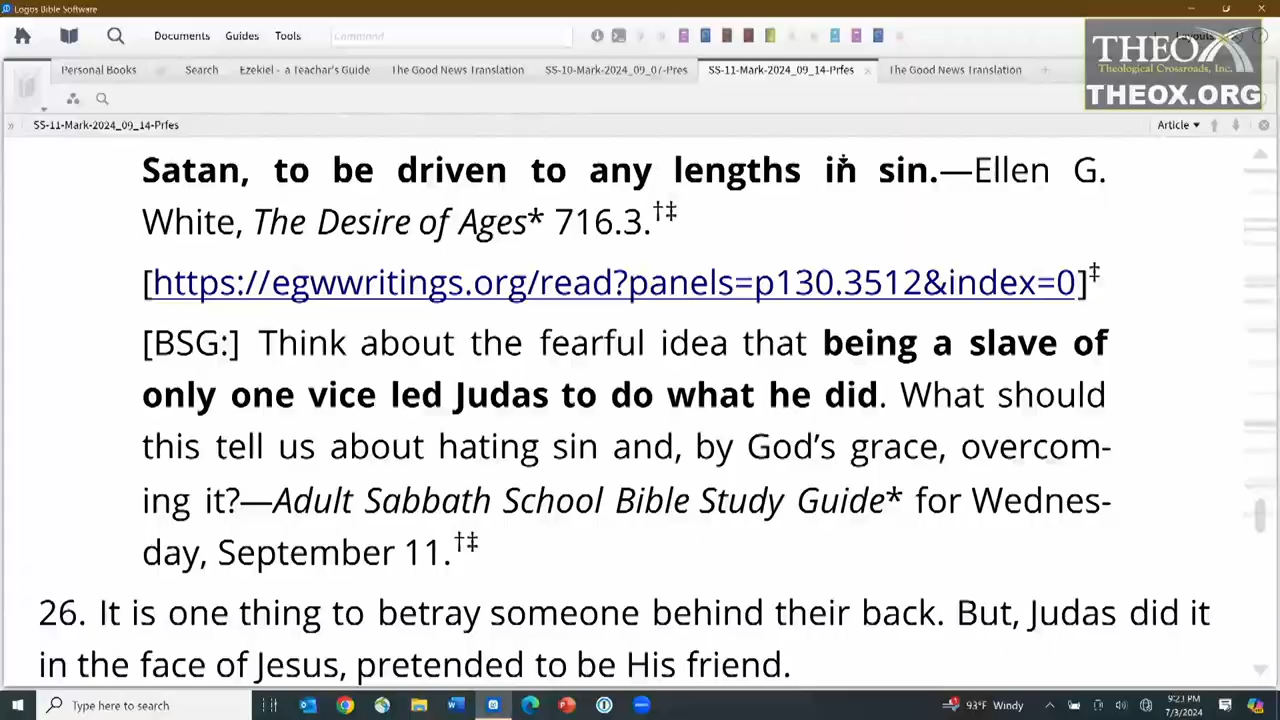 Logos Bible Software
Documents Guides Tools Command
THEOX
Theological Crossroads, Inc.
THEOX.ORG
Personal Books Search Ezekiel - a Teacher's Guide SS-10-Mark-2024_09_07-Pres SS-11-Mark-2024_09_14-Prfes The Good News Translation
SS-11-Mark-2024_09_14-Prfes Article
Satan, to be driven to any lengths in sin.—Ellen G.
White, The Desire of Ages* 716.3.†‡
[https://egwwritings.org/read?panels=p130.3512&index=0]‡
[BSG:] Think about the fearful idea that being a slave of
only one vice led Judas to do what he did. What should
this tell us about hating sin and, by God's grace, overcom-
ing it?—Adult Sabbath School Bible Study Guide* for Wednes-
day, September 11.†‡
26. It is one thing to betray someone behind their back. But, Judas did it
in the face of Jesus, pretended to be His friend.
Type here to search 93°F Windy 9:23 PM
7/3/2024